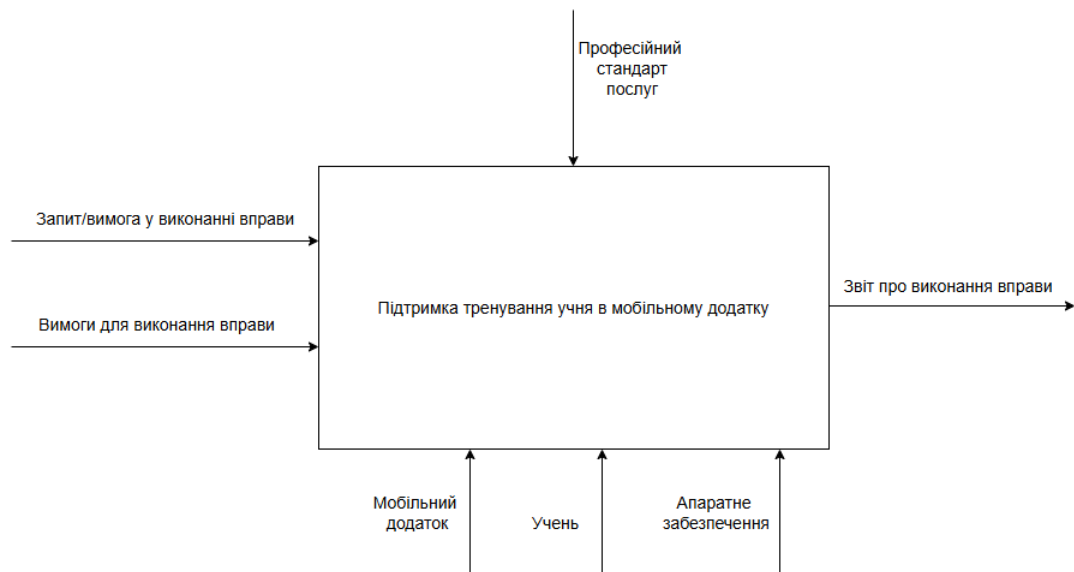 Професійний
стандарт
послуг
Запит/вимога у виконанні вправи
Вимоги для виконання вправи
Підтримка тренування учня в мобільному додатку
Звіт про виконання вправи
Мобільний
додаток
Учень
Апаратне
забезпечення